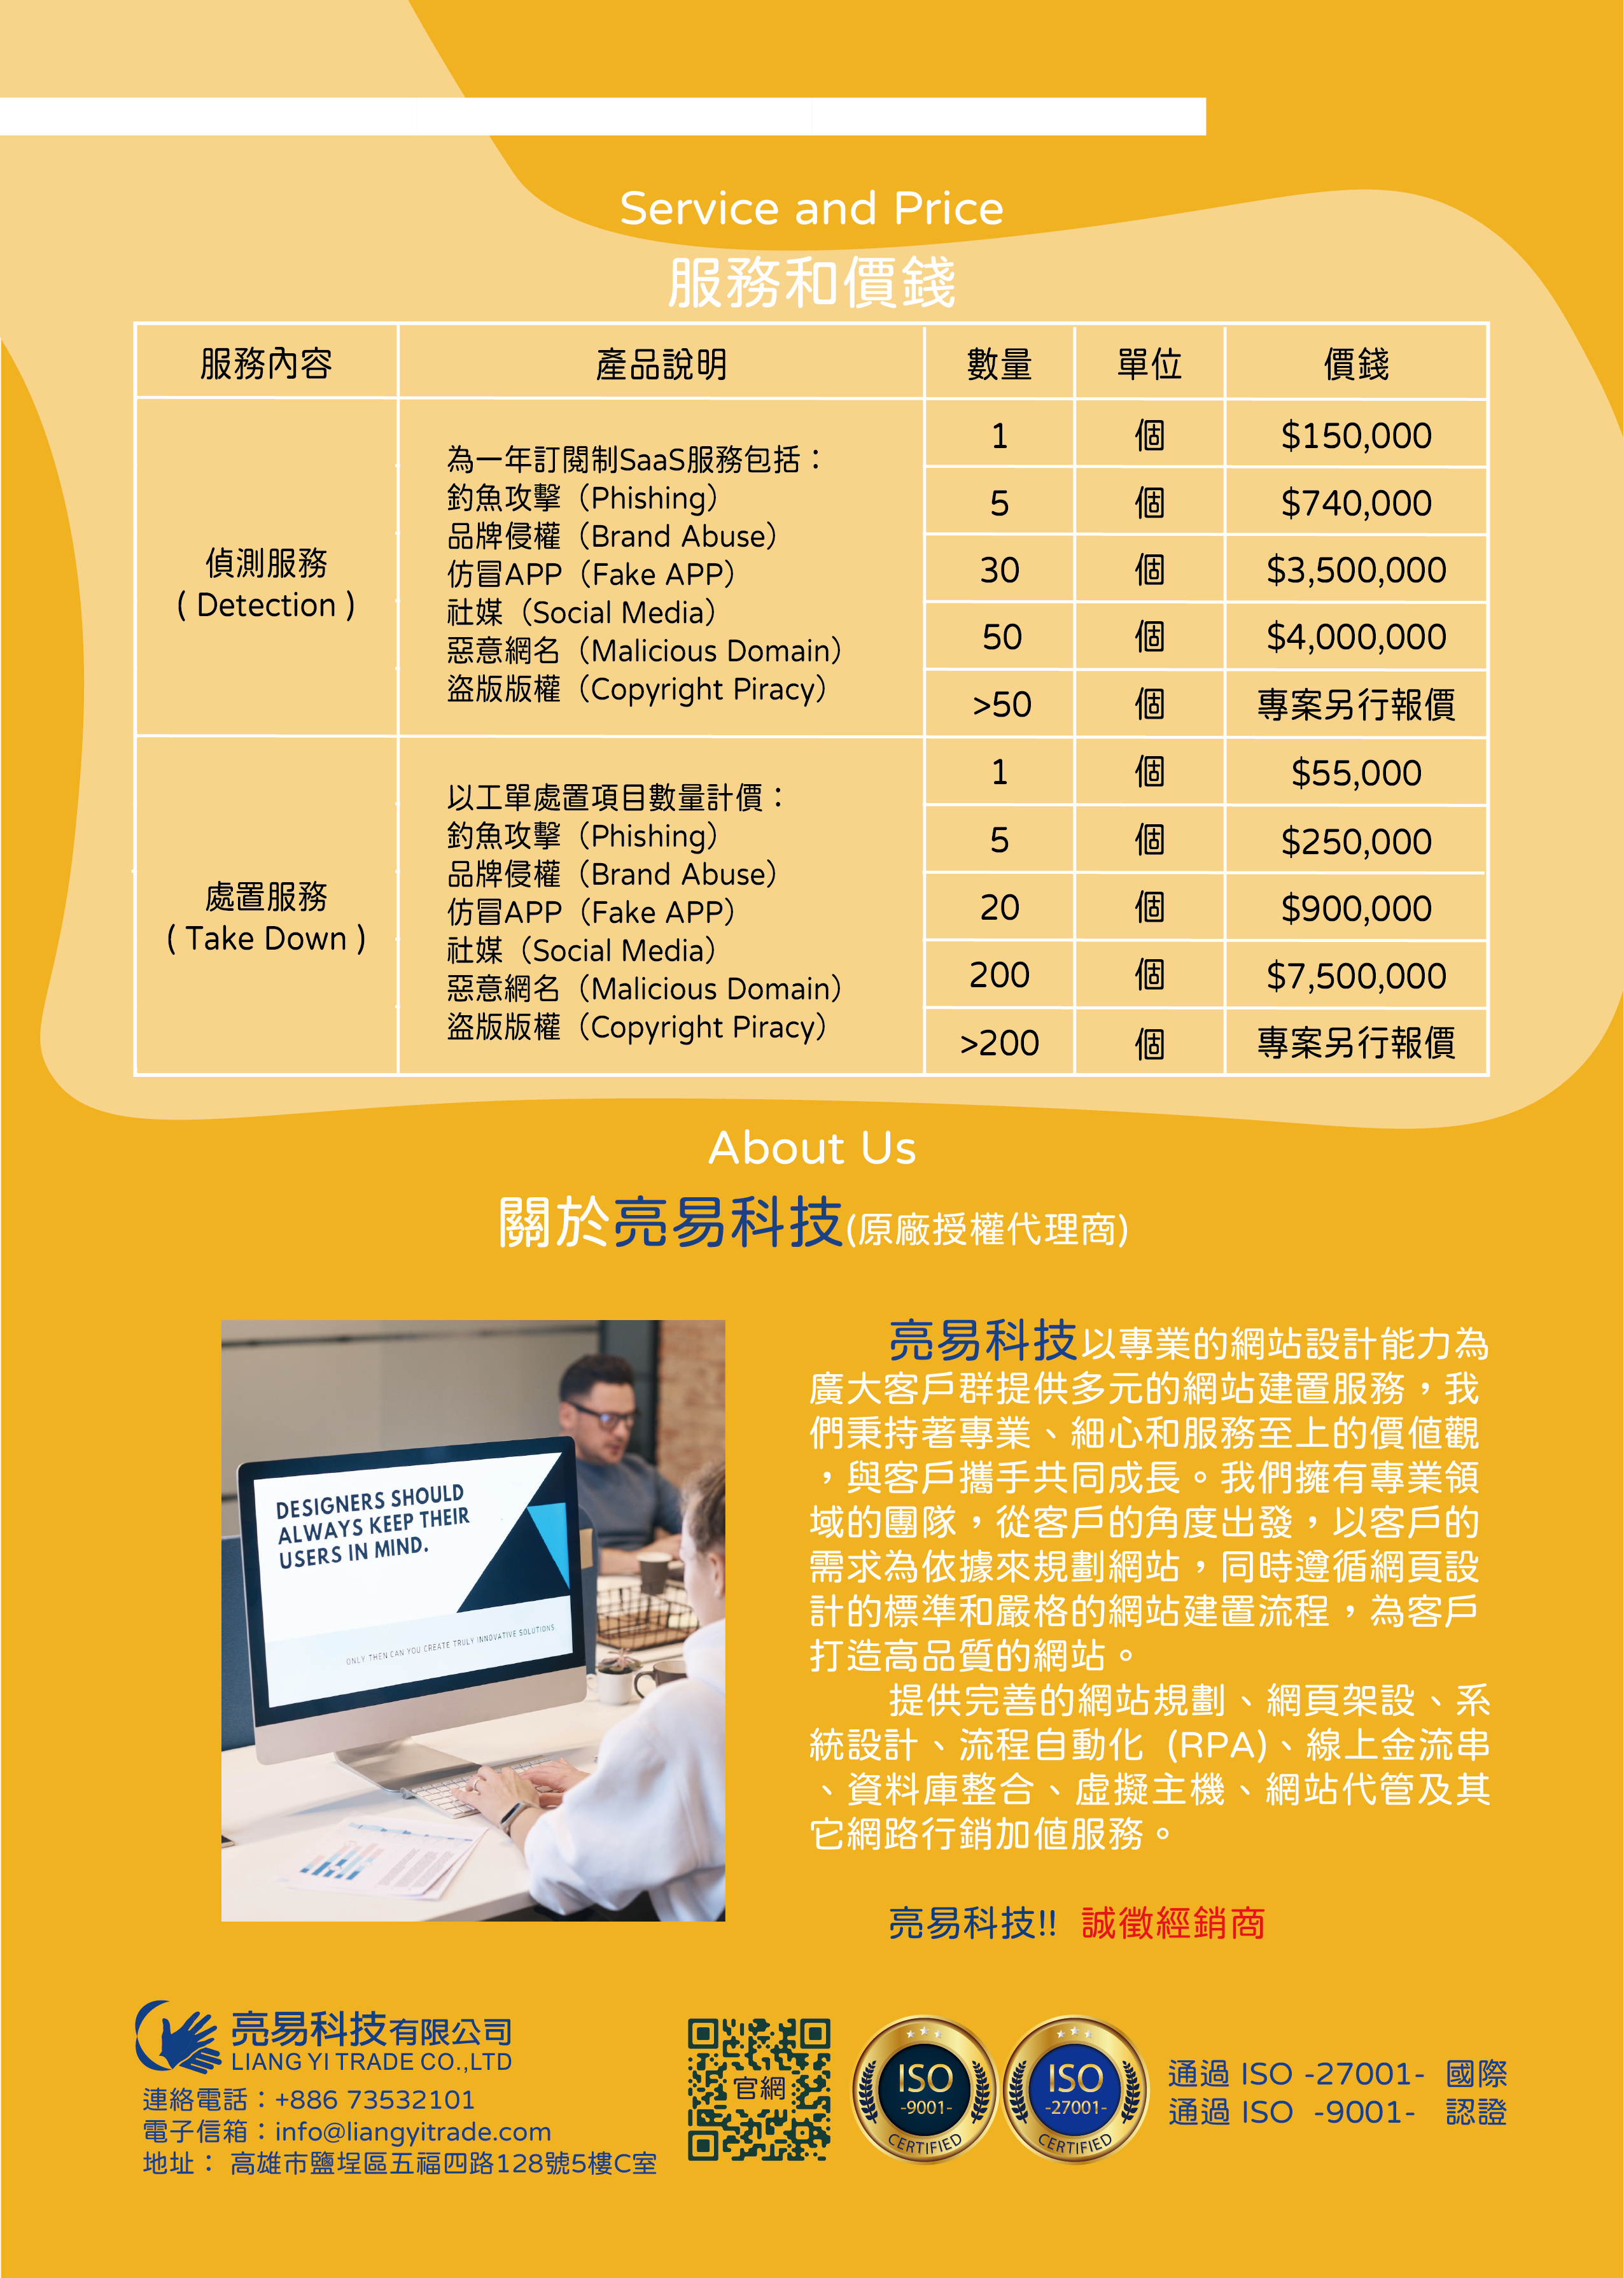 Service and Price
服務和價錢
服務內容 產品說明 數量 單位 價錢
偵測服務
( Detection )
為一年訂閱制SaaS服務包括：
釣魚攻擊（Phishing）
品牌侵權（Brand Abuse）
仿冒APP（Fake APP）
社媒（Social Media）
惡意網名（Malicious Domain）
盜版版權（Copyright Piracy）
1 個 $150,000
5 個 $740,000
30 個 $3,500,000
50 個 $4,000,000
>50 個 專案另行報價
處置服務
( Take Down )
以工單處置項目數量計價：
釣魚攻擊（Phishing）
品牌侵權（Brand Abuse）
仿冒APP（Fake APP）
社媒（Social Media）
惡意網名（Malicious Domain）
盜版版權（Copyright Piracy）
1 個 $55,000
5 個 $250,000
20 個 $900,000
200 個 $7,500,000
>200 個 專案另行報價
About Us
關於亮易科技(原廠授權代理商)
DESIGNERS SHOULD
ALWAYS KEEP THEIR
USERS IN MIND.
ONLY THEN CAN YOU CREATE TRULY INNOVATIVE SOLUTIONS.
亮易科技以專業的網站設計能力為
廣大客戶群提供多元的網站建置服務，我
們秉持著專業、細心和服務至上的價值觀
，與客戶攜手共同成長。我們擁有專業領
域的團隊，從客戶的角度出發，以客戶的
需求為依據來規劃網站，同時遵循網頁設
計的標準和嚴格的網站建置流程，為客戶
打造高品質的網站。
提供完善的網站規劃、網頁架設、系
統設計、流程自動化 (RPA)、線上金流串
、資料庫整合、虛擬主機、網站代管及其
它網路行銷加值服務。
亮易科技!! 誠徵經銷商
亮易科技有限公司
LIANG YI TRADE CO.,LTD
連絡電話：+886 73532101
電子信箱：info@liangyitrade.com
地址： 高雄市鹽埕區五福四路128號5樓C室
官網
ISO
-9001-
CERTIFIED
ISO
-27001-
CERTIFIED
通過 ISO -27001- 國際
通過 ISO -9001- 認證